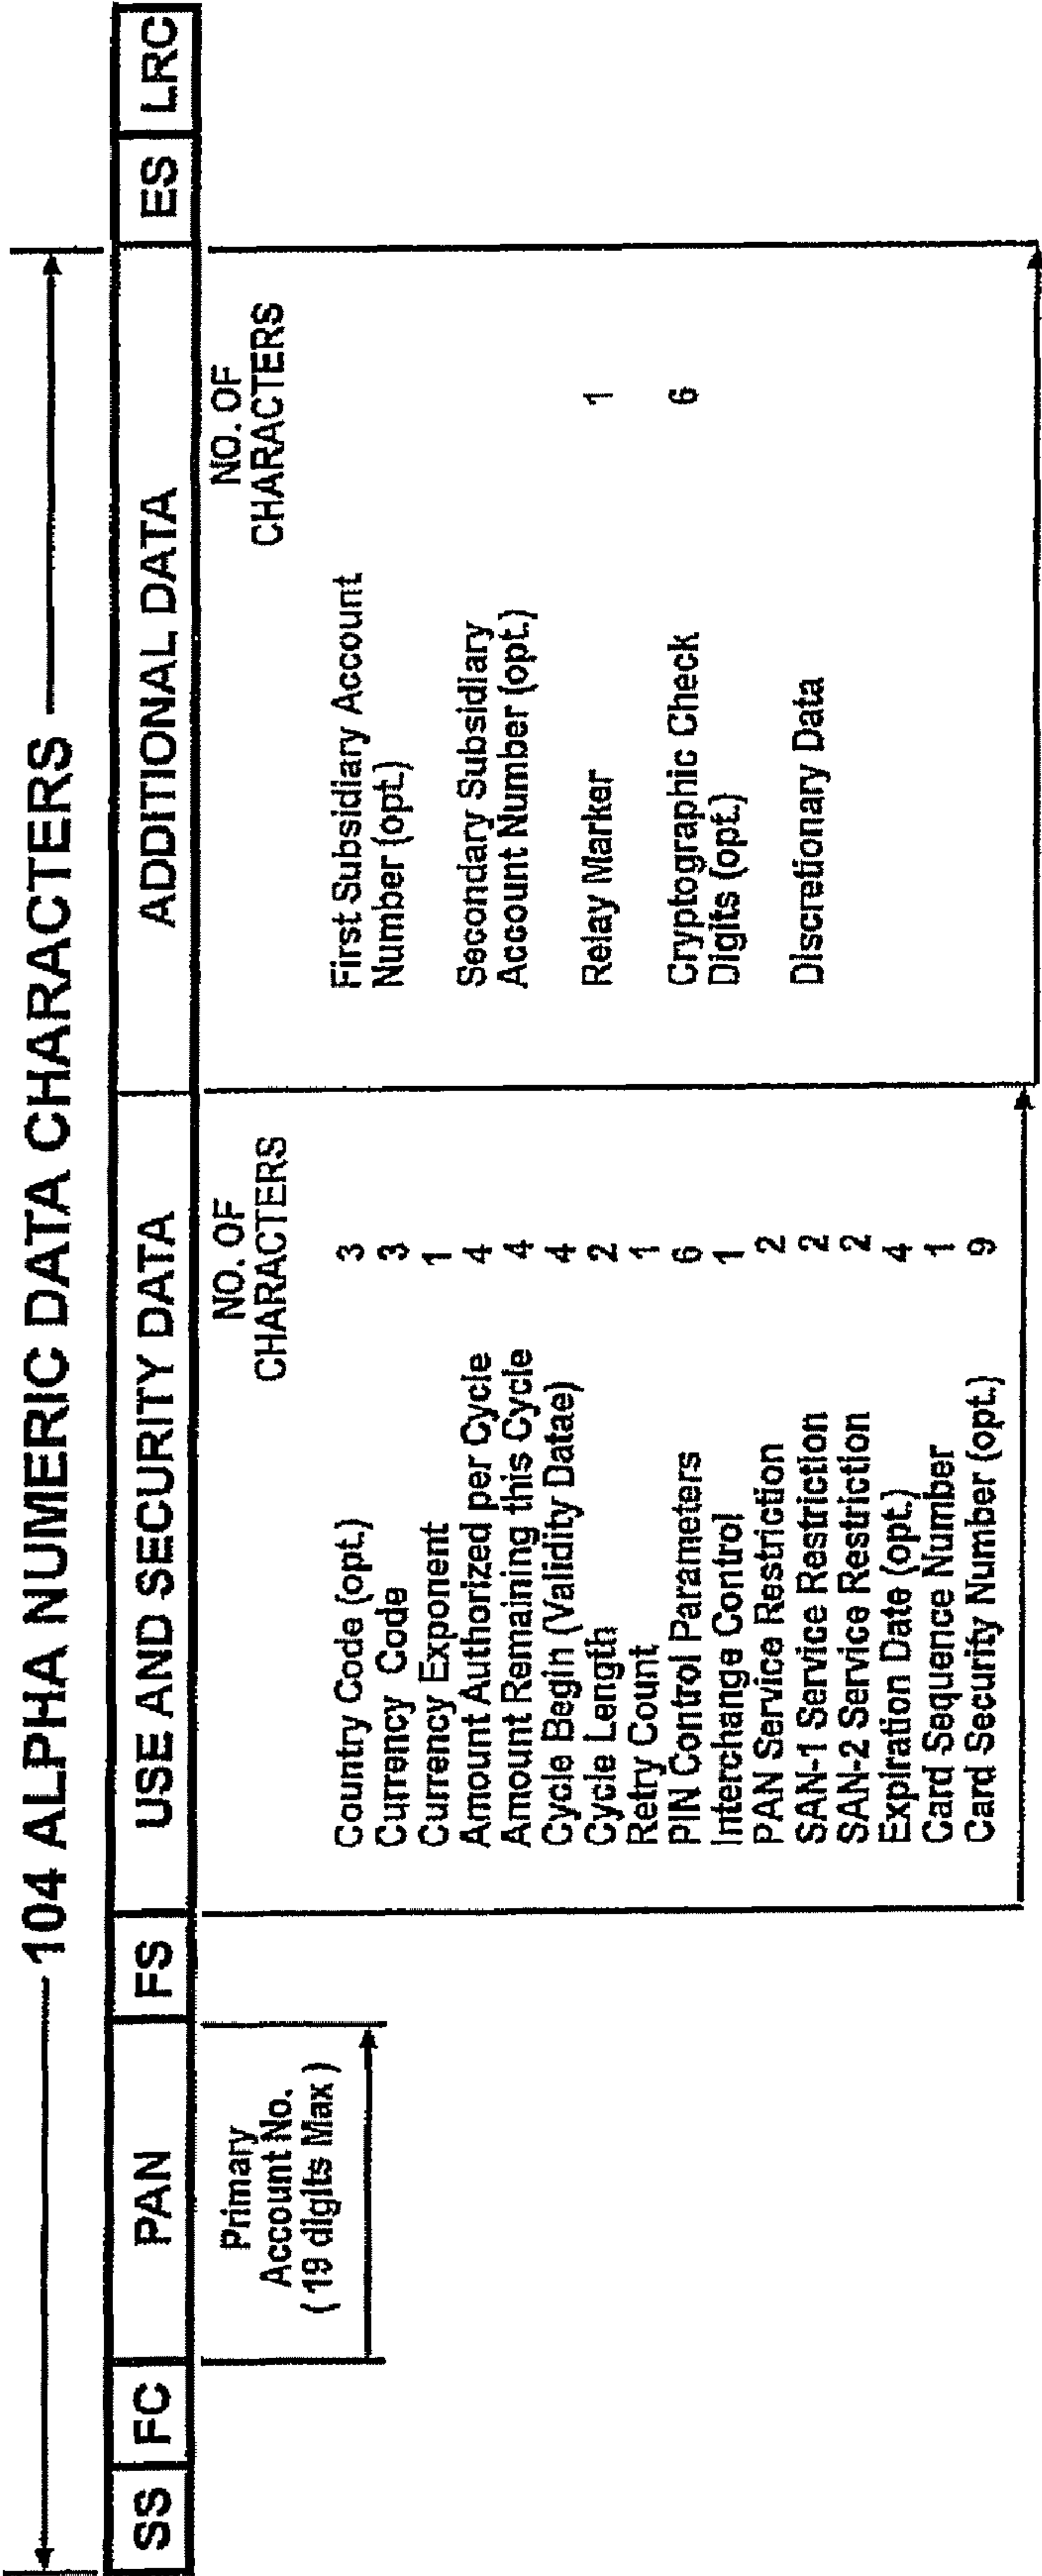 104 ALPHA NUMERIC DATA CHARACTERS
SS FC PAN FS USE AND SECURITY DATA ADDITIONAL DATA ES LRC
Primary
Account No.
( 19 digits Max )
NO. OF
CHARACTERS
Country Code (opt.) 3
Currency Code 3
Currency Exponent 1
Amount Authorized per Cycle 4
Amount Remaining this Cycle 4
Cycle Begin (Validity Datae) 4
Cycle Length 2
Retry Count 1
PIN Control Parameters 6
Interchange Control 1
PAN Service Restriction 2
SAN-1 Service Restriction 2
SAN-2 Service Restriction 2
Expiration Date (opt.) 4
Card Sequence Number 1
Card Security Number (opt.) 9
NO. OF
CHARACTERS
First Subsidiary Account
Number (opt.)
Secondary Subsidiary
Account Number (opt.)
Relay Marker 1
Cryptographic Check 6
Digits (opt.)
Discretionary Data